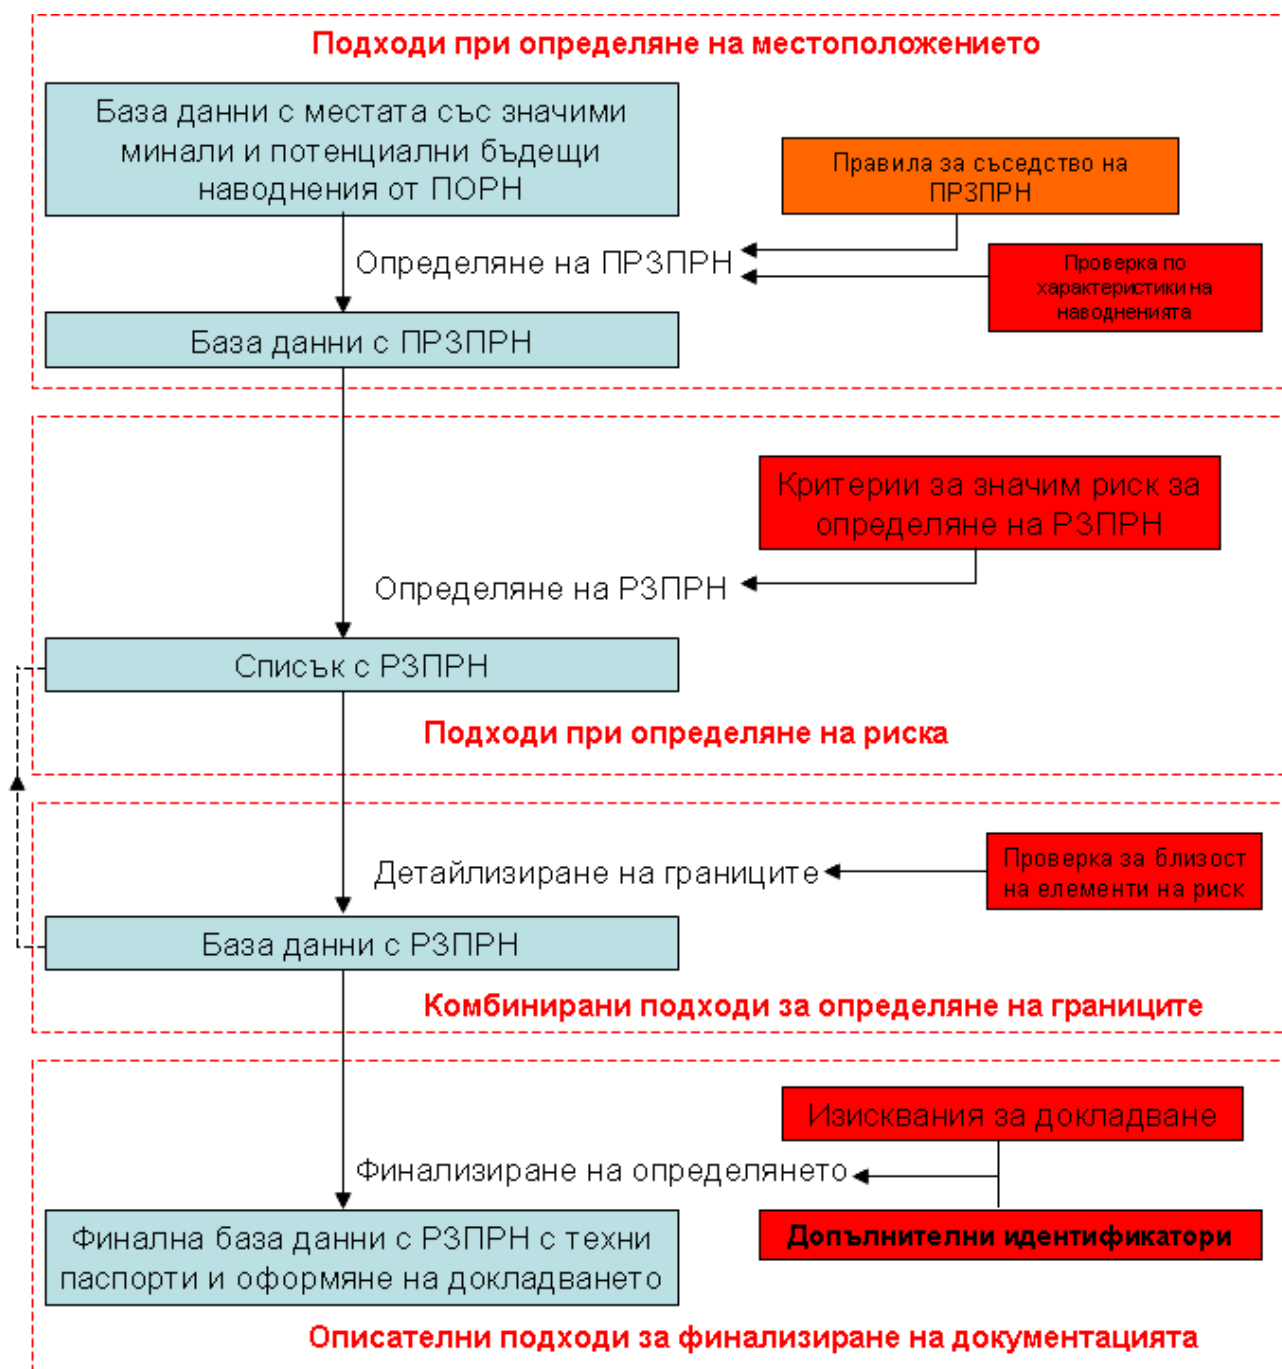 Подходи при определяне на местоположението
База данни с местата със значими
минали и потенциални бъдещи
наводнения от ПОРН
Правила за съседство на
ПРЗПРН
Определяне на ПРЗПРН
Проверка по
характеристики на
наводненията
База данни с ПРЗПРН
Критерии за значим риск за
определяне на РЗПРН
Определяне на РЗПРН
Списък с РЗПРН
Подходи при определяне на риска
Проверка за близост
на елементи на риск
Детайлизиране на границите
База данни с РЗПРН
Комбинирани подходи за определяне на границите
Изисквания за докладване
Финализиране на определянето
Допълнителни идентификатори
Финална база данни с РЗПРН с техни
паспорти и оформяне на докладването
Описателни подходи за финализиране на документацията